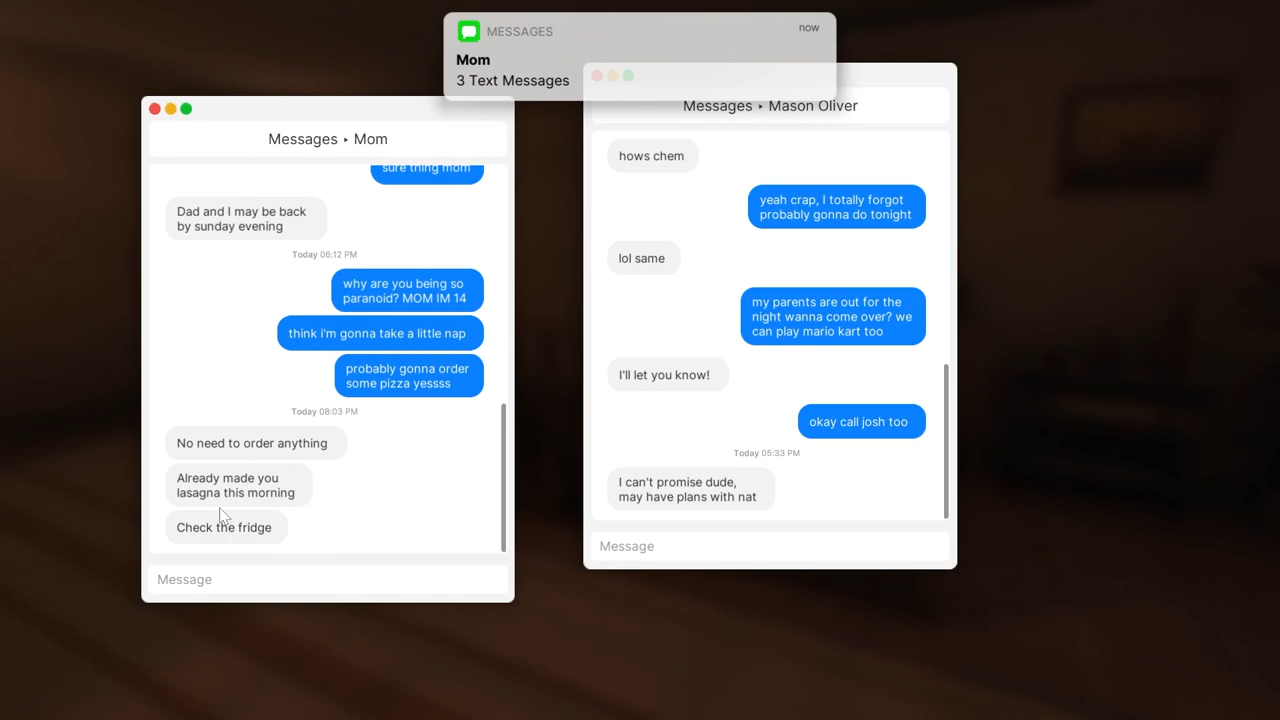 MESSAGES
now
Mom
3 Text Messages
Messages ‣ Mom
sure thing mom
Dad and I may be back
by sunday evening
Today 06:12 PM
why are you being so
paranoid? MOM IM 14
think i'm gonna take a little nap
probably gonna order
some pizza yessss
Today 08:03 PM
No need to order anything
Already made you
lasagna this morning
Check the fridge
Message
Messages ‣ Mason Oliver
hows chem
yeah crap, I totally forgot
probably gonna do tonight
lol same
my parents are out for the
night wanna come over? we
can play mario kart too
I'll let you know!
okay call josh too
Today 05:33 PM
I can't promise dude,
may have plans with nat
Message